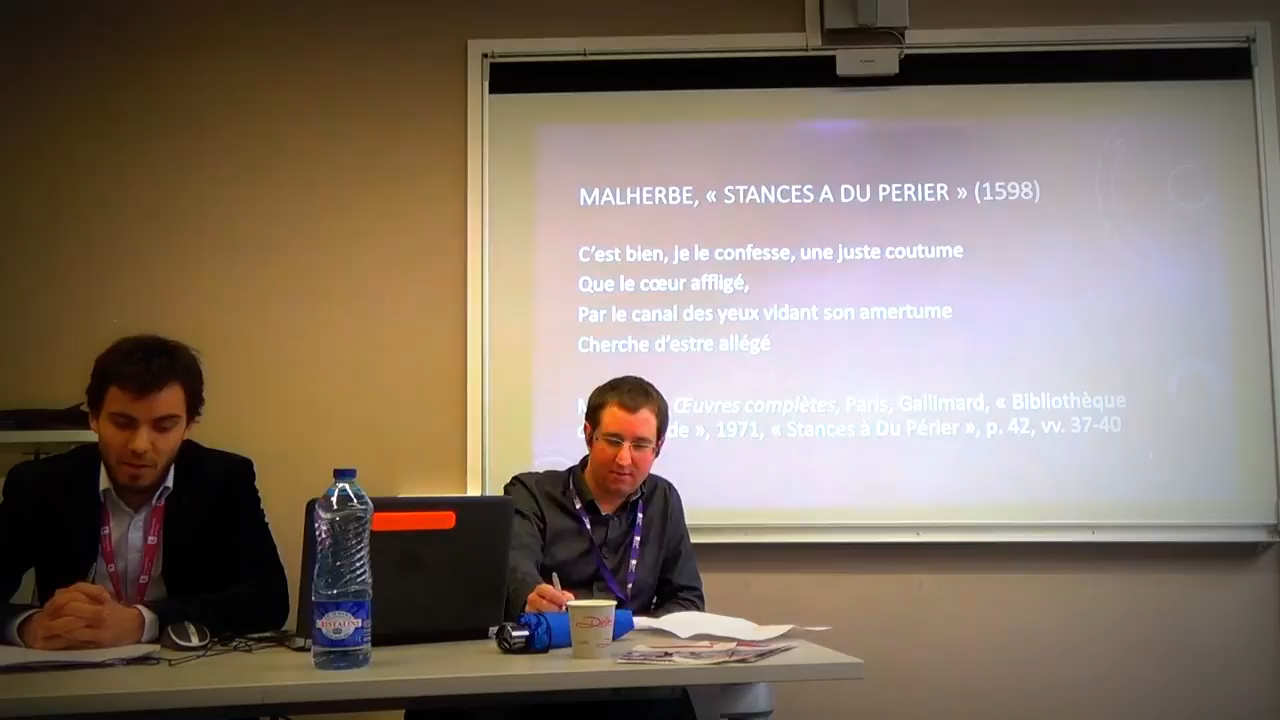 MALHERBE, « STANCES A DU PERIER » (1598)
C’est bien, je le confesse, une juste coutume
Que le cœur affligé,
Par le canal des yeux vidant son amertume
Cherche d’estre allégé
Œuvres complètes, Paris, Gallimard, « Bibliothèque
de », 1971, « Stances à Du Périer », p. 42, vv. 37-40
CRISTALINE